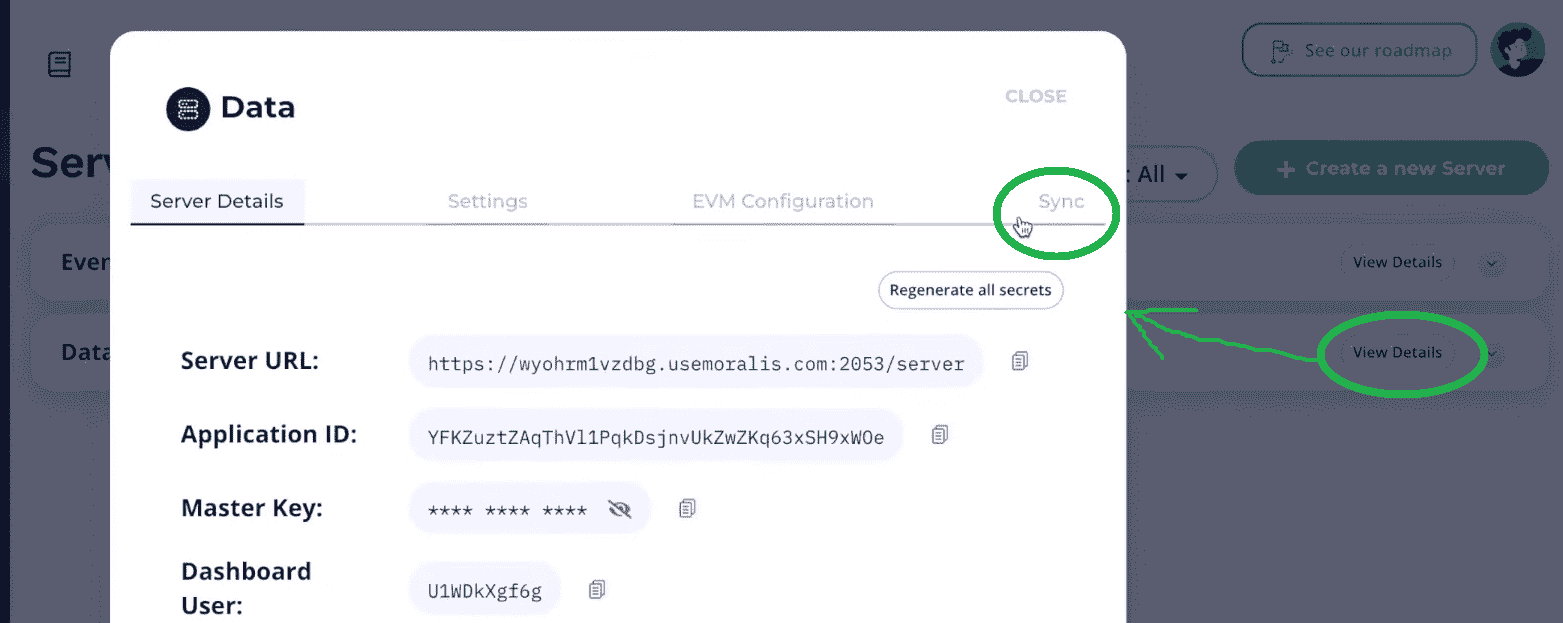 See our roadmap
Data
CLOSE
Serv
: All
+ Create a new Server
Server Details
Settings
EVM Configuration
Sync
Even
View Details
Regenerate all secrets
Data
View Details
Server URL:
https://wyohrm1vzdbg.usemoralis.com:2053/server
Application ID:
YFKZuztZAqThVl1PqkDsjnvUkZwZKq63xSH9xWOe
Master Key:
**** **** ****
Dashboard
User:
U1WDkXgf6g